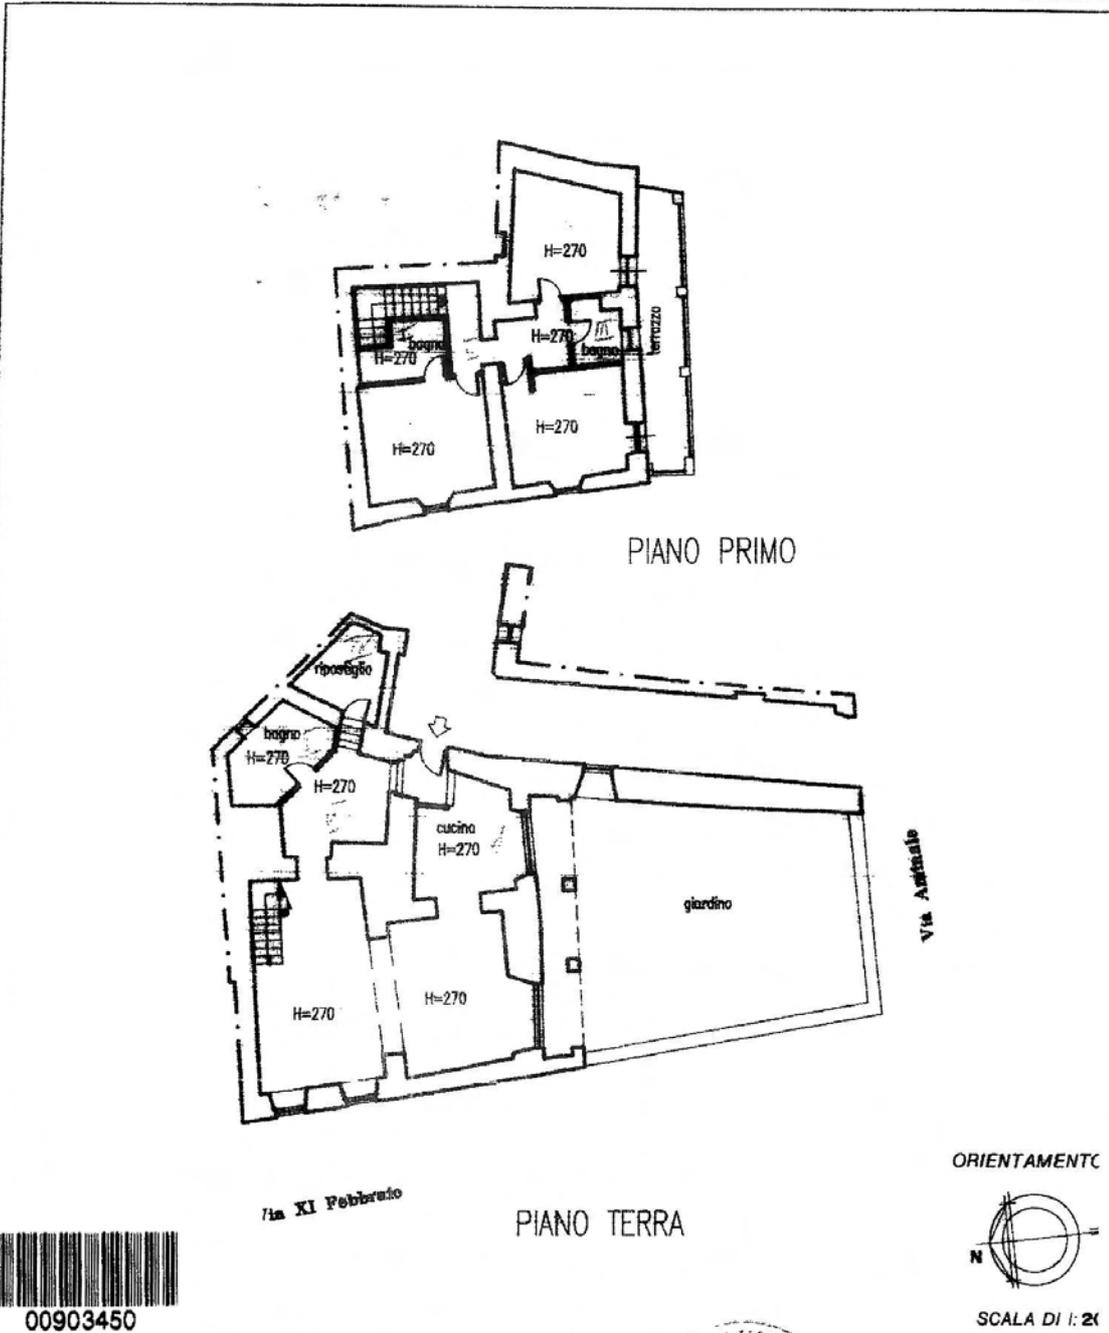 H=270
H=270
bagno
bagno
H=270
terrazzo
H=270
H=270
PIANO PRIMO
ripostiglio
bagno
H=270
H=270
cucina
H=270
giardino
Via
H=270
H=270
Via XI Febbraio
PIANO TERRA
ORIENTAMENTO
N
SCALA DI 1: 20
00903450